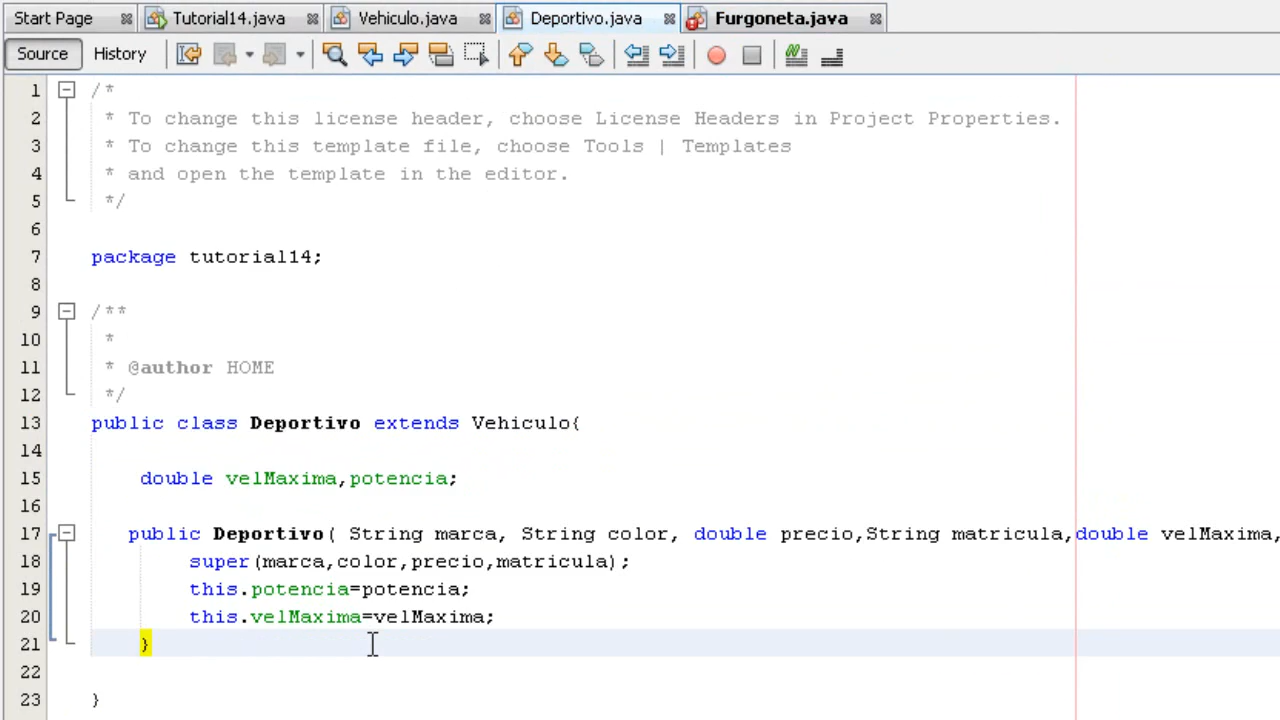 Start Page Tutorial14.java Vehiculo.java Deportivo.java Furgoneta.java
Source History
1 /*
2 * To change this license header, choose License Headers in Project Properties.
3 * To change this template file, choose Tools | Templates
4 * and open the template in the editor.
5 */
6
7 package tutorial14;
8
9 /**
10 *
11 * @author HOME
12 */
13 public class Deportivo extends Vehiculo{
14
15 double velMaxima,potencia;
16
17 public Deportivo( String marca, String color, double precio,String matricula,double velMaxima,
18 super(marca,color,precio,matricula);
19 this.potencia=potencia;
20 this.velMaxima=velMaxima;
21 }
22
23 }